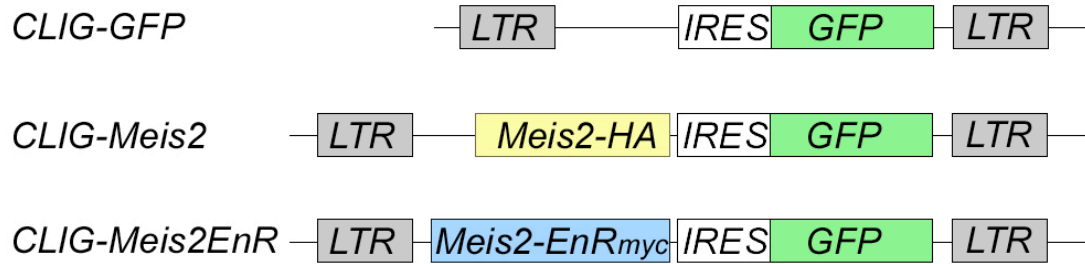 CLIG-GFP LTR IRES GFP LTR
CLIG-Meis2 LTR Meis2-HA IRES GFP LTR
CLIG-Meis2EnR LTR Meis2-EnRmyc IRES GFP LTR